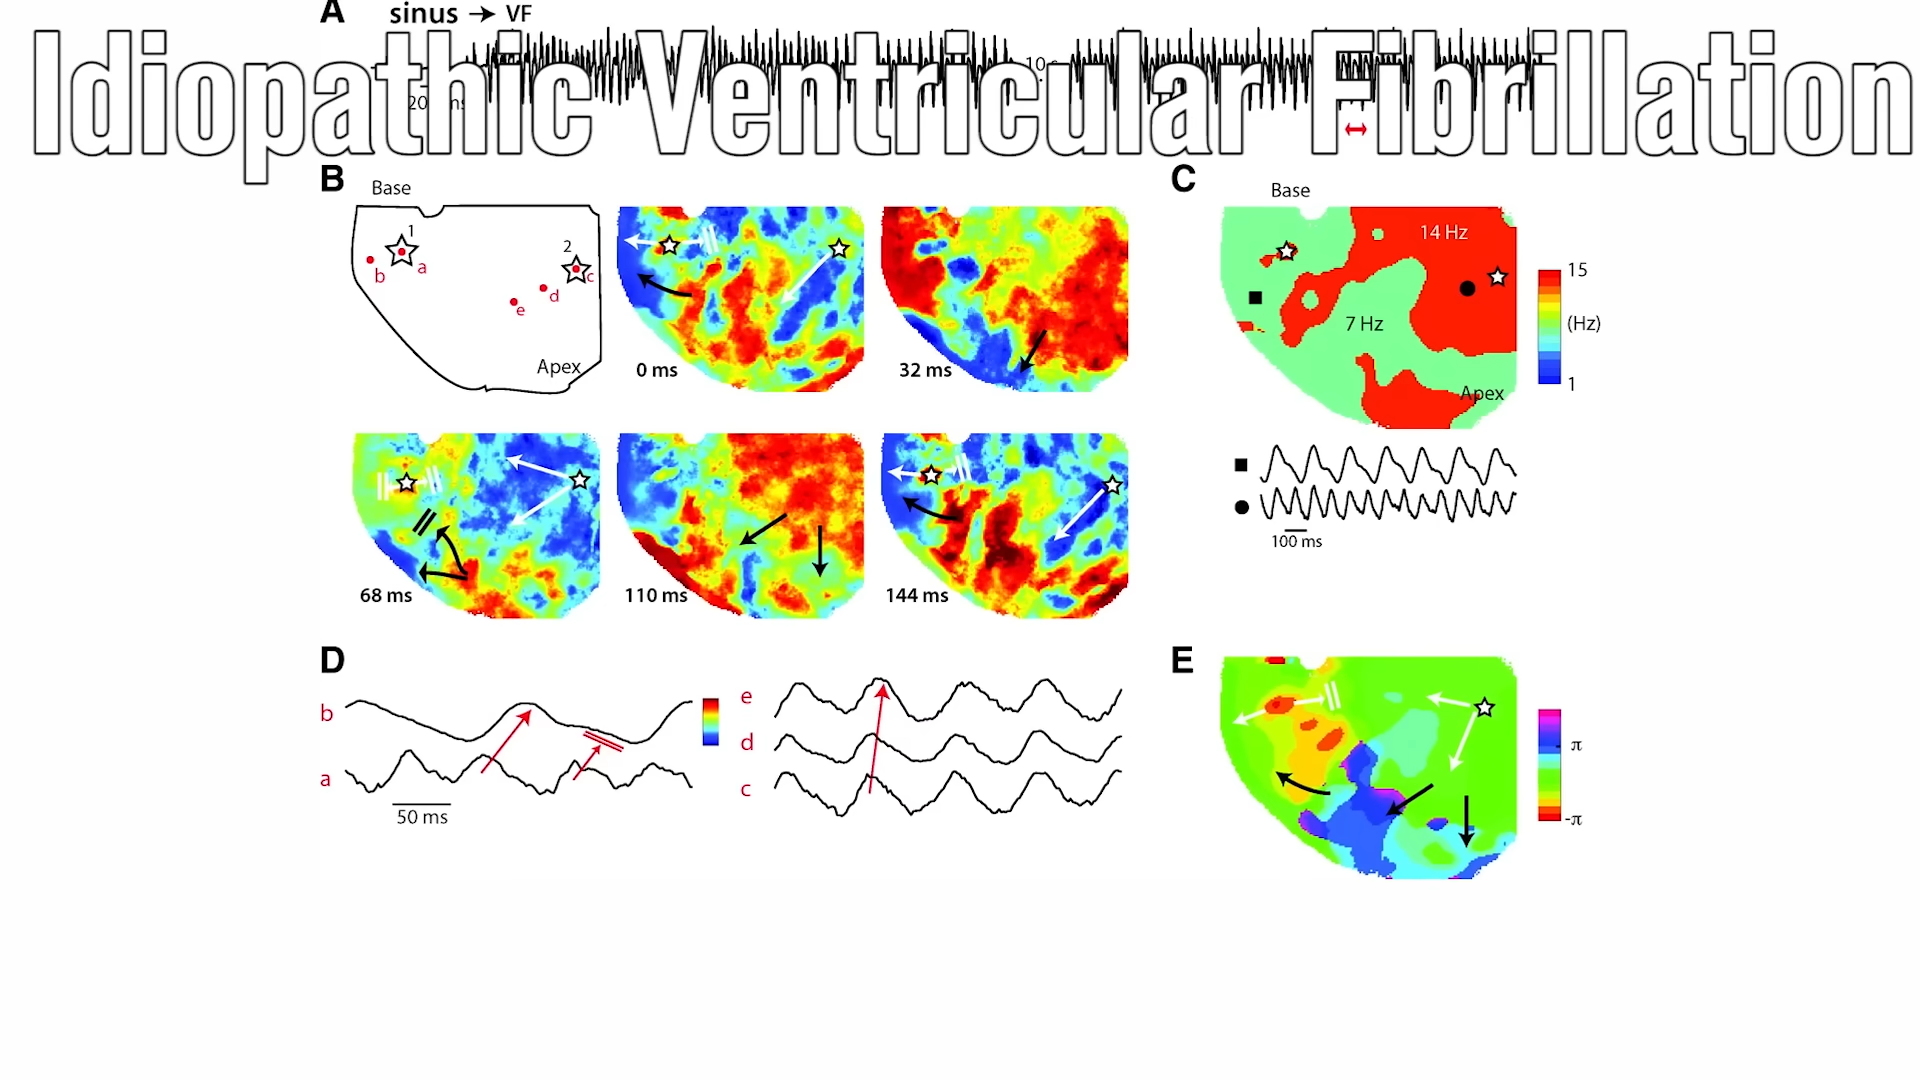 A
sinus → VF
Idiopathic Ventricular Fibrillation
B
Base
1
a
b
2
c
d
e
Apex
0 ms
32 ms
68 ms
110 ms
144 ms
C
Base
14 Hz
7 Hz
Apex
15
(Hz)
1
100 ms
D
b
a
50 ms
e
d
c
E
π
-π